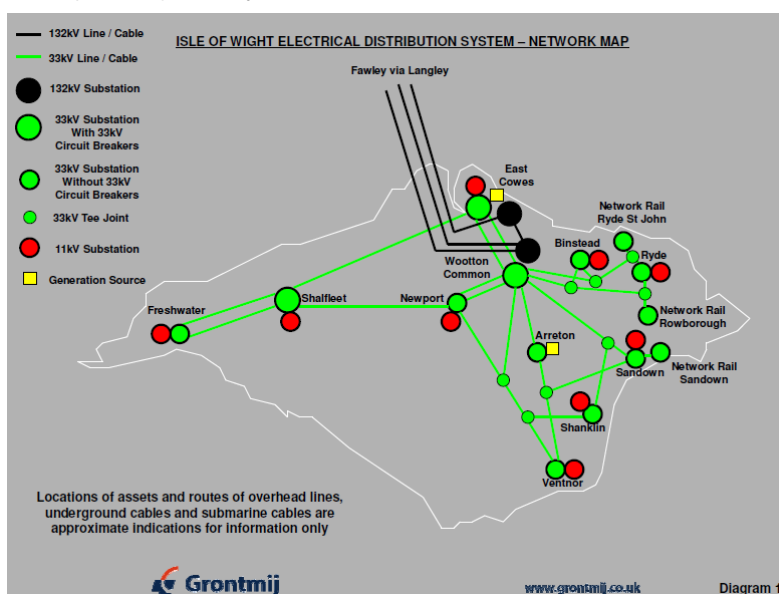 ISLE OF WIGHT ELECTRICAL DISTRIBUTION SYSTEM – NETWORK MAP
132kV Line / Cable
33kV Line / Cable
132kV Substation
33kV Substation
With 33kV
Circuit Breakers
33kV Substation
Without 33kV
Circuit Breakers
33kV Tee Joint
11kV Substation
Generation Source
Fawley via Langley
East
Cowes
Network Rail
Ryde St John
Binstead
Ryde
Wootton
Common
Freshwater
Shalfleet
Newport
Network Rail
Rowborough
Arreton
Sandown
Network Rail
Sandown
Shanklin
Ventnor
Locations of assets and routes of overhead lines,
underground cables and submarine cables are
approximate indications for information only
Grontmij
www.grontmij.co.uk
Diagram 1